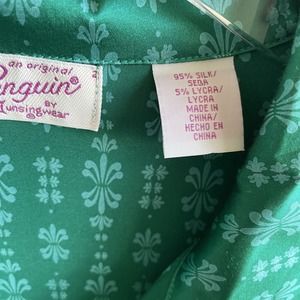 an original
Penguin®
BY
Munsingwear
95% SILK/
SEDA
5% LYCRA/
LYCRA
MADE IN
CHINA/
HECHO EN
CHINA